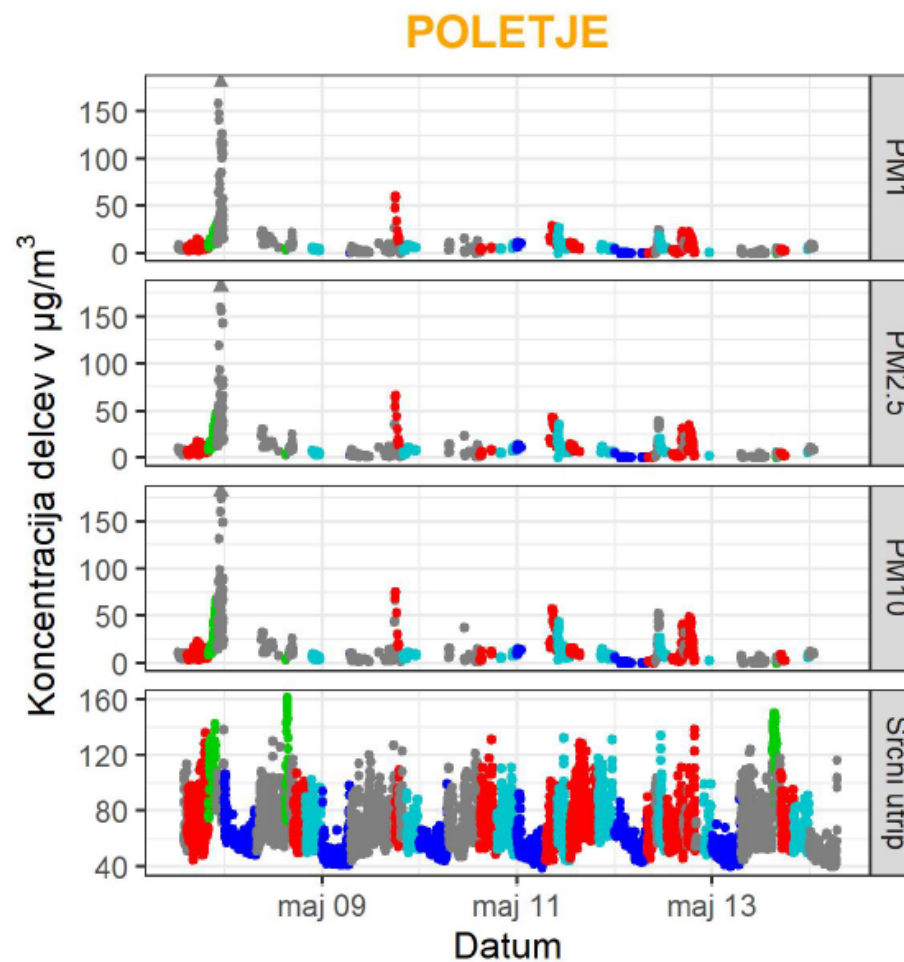 POLETJE
Koncentracija delcev v µg/m³
150
100
50
0
PM1
150
100
50
0
PM2.5
150
100
50
0
PM10
160
120
80
40
Srcni utrip
maj 09
maj 11
maj 13
Datum